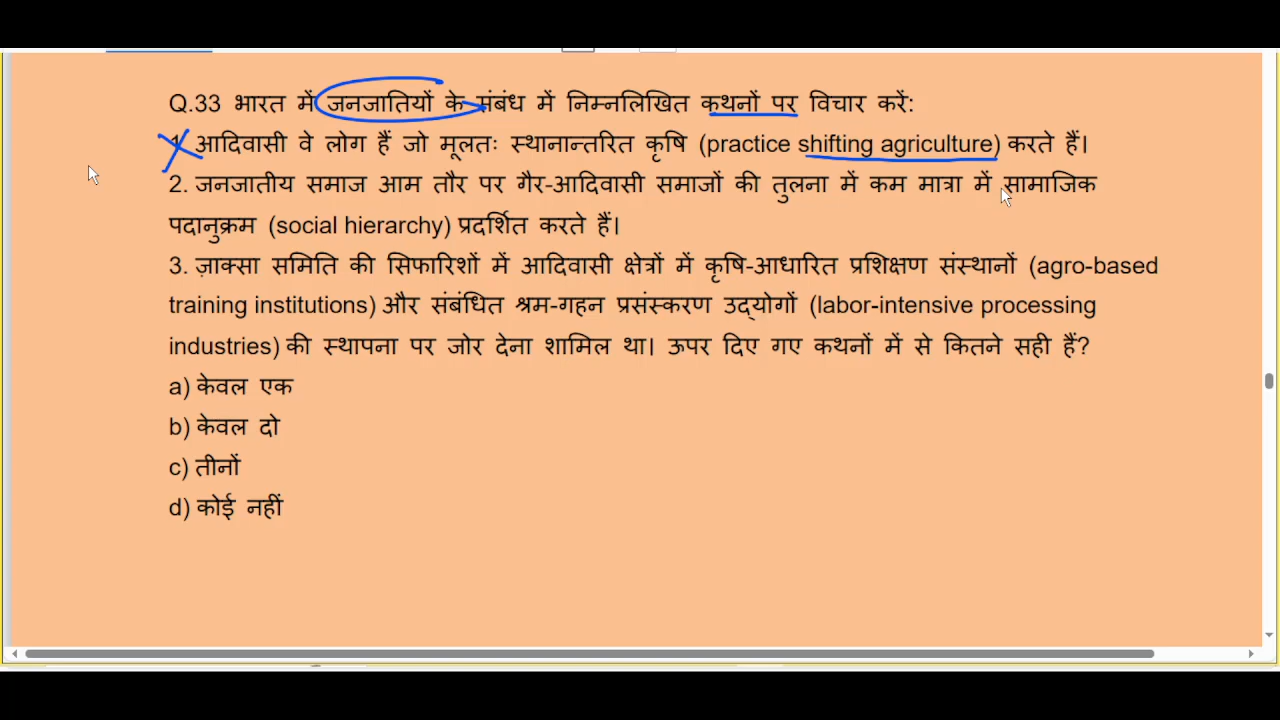 Q.33 भारत में जनजातियों के संबंध में निम्नलिखित कथनों पर विचार करें:
1. आदिवासी वे लोग हैं जो मूलतः स्थानान्तरित कृषि (practice shifting agriculture) करते हैं।
2. जनजातीय समाज आम तौर पर गैर-आदिवासी समाजों की तुलना में कम मात्रा में सामाजिक
पदानुक्रम (social hierarchy) प्रदर्शित करते हैं।
3. ज़ाक्सा समिति की सिफारिशों में आदिवासी क्षेत्रों में कृषि-आधारित प्रशिक्षण संस्थानों (agro-based
training institutions) और संबंधित श्रम-गहन प्रसंस्करण उद्योगों (labor-intensive processing
industries) की स्थापना पर जोर देना शामिल था। ऊपर दिए गए कथनों में से कितने सही हैं?
a) केवल एक
b) केवल दो
c) तीनों
d) कोई नहीं